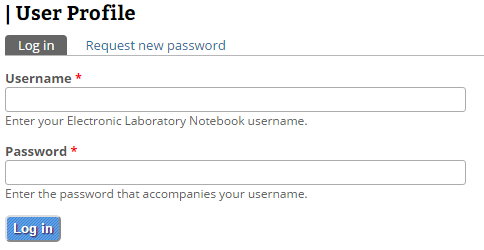 | User Profile
Log in Request new password
Username *
Enter your Electronic Laboratory Notebook username.
Password *
Enter the password that accompanies your username.
Log in